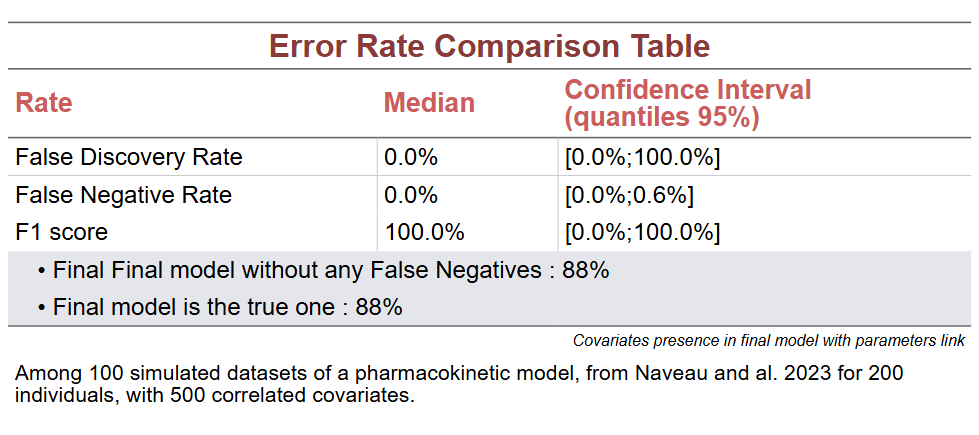 Error Rate Comparison Table
Rate Median Confidence Interval
(quantiles 95%)
False Discovery Rate 0.0% [0.0%;100.0%]
False Negative Rate 0.0% [0.0%;0.6%]
F1 score 100.0% [0.0%;100.0%]
• Final Final model without any False Negatives : 88%
• Final model is the true one : 88%
Covariates presence in final model with parameters link
Among 100 simulated datasets of a pharmacokinetic model, from Naveau and al. 2023 for 200
individuals, with 500 correlated covariates.